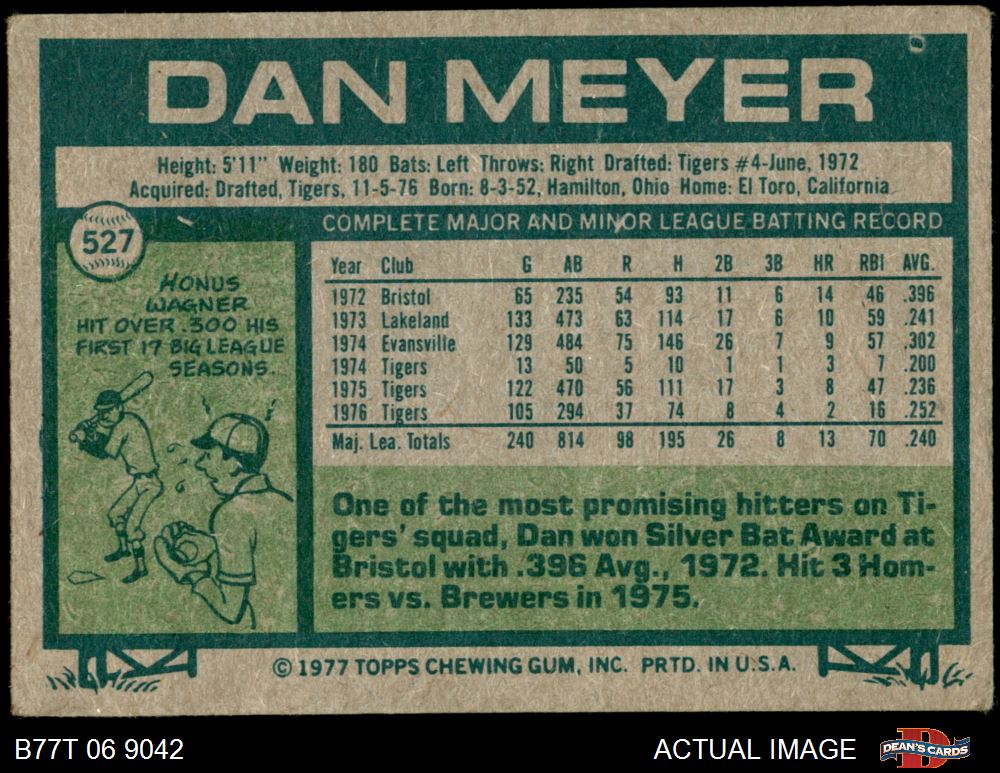 DAN MEYER
Height: 5'11" Weight: 180 Bats: Left Throws: Right Drafted: Tigers #4-June, 1972
Acquired: Drafted, Tigers, 11-5-76 Born: 8-3-52, Hamilton, Ohio Home: El Toro, California
527
HONUS
WAGNER
HIT OVER .300 HIS
FIRST 17 BIG LEAGUE
SEASONS.
COMPLETE MAJOR AND MINOR LEAGUE BATTING RECORD
Year Club G AB R H 2B 3B HR RBI AVG.
1972 Bristol 65 235 54 93 11 6 14 46 .396
1973 Lakeland 133 473 63 114 17 6 10 59 .241
1974 Evansville 129 484 75 146 26 7 9 57 .302
1974 Tigers 13 50 5 10 1 1 3 7 .200
1975 Tigers 122 470 56 111 17 3 8 47 .236
1976 Tigers 105 294 37 74 8 4 2 16 .252
Maj. Lea. Totals 240 814 98 195 26 8 13 70 .240
One of the most promising hitters on Ti-
gers' squad, Dan won Silver Bat Award at
Bristol with .396 Avg., 1972. Hit 3 Hom-
ers vs. Brewers in 1975.
© 1977 TOPPS CHEWING GUM, INC. PRTD. IN U.S.A.
B77T 06 9042
ACTUAL IMAGE
DEAN'S CARDS